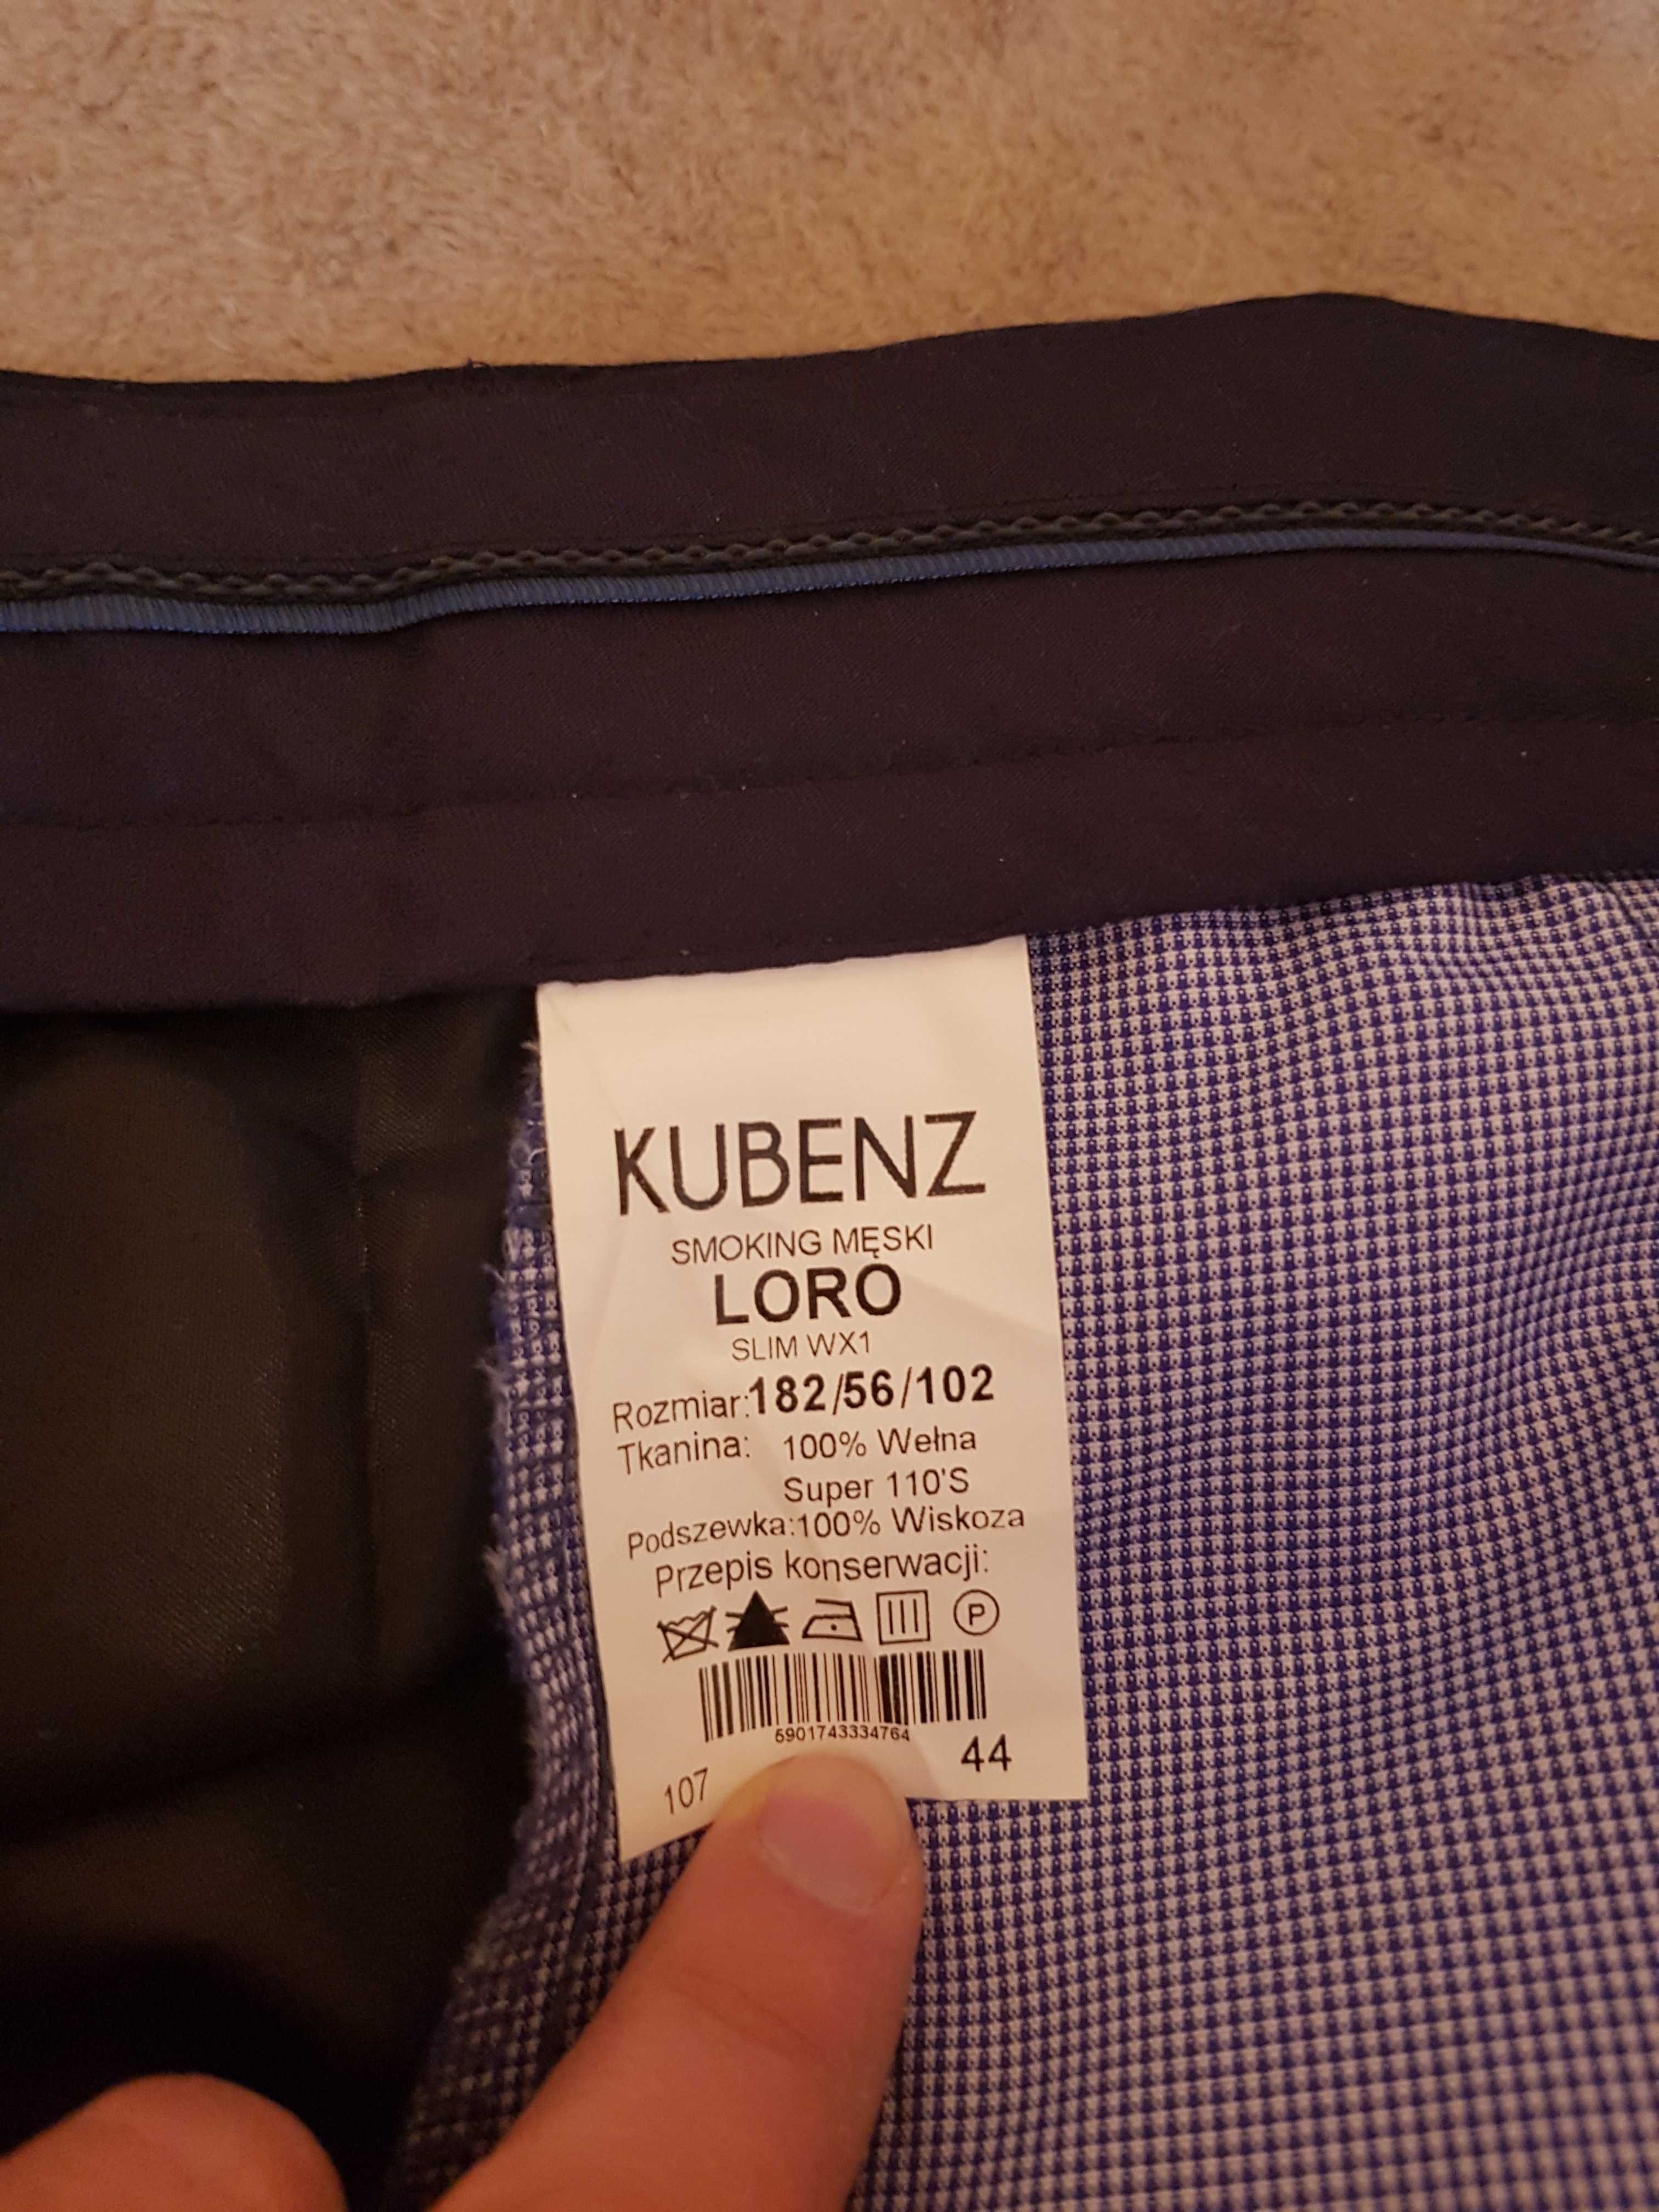 KUBENZ
SMOKING MĘSKI
LORO
SLIM WX1
Rozmiar:182/56/102
Tkanina: 100% Wełna
Super 110'S
Podszewka:100% Wiskoza
Przepis konserwacji:
P
5901743334764
107 44